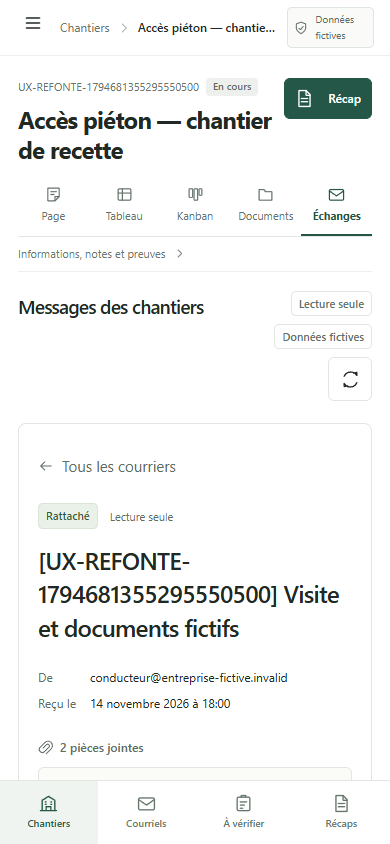 Chantiers
Accès piéton — chantie...
Données
fictives
UX-REFONTE-1794681355295550500
En cours
Récap
Accès piéton — chantier
de recette
Page
Tableau
Kanban
Documents
Échanges
Informations, notes et preuves
Messages des chantiers
Lecture seule
Données fictives
Tous les courriers
Rattaché
Lecture seule
[UX-REFONTE-
1794681355295550500] Visite
et documents fictifs
De conducteur@entreprise-fictive.invalid
Reçu le 14 novembre 2026 à 18:00
2 pièces jointes
Chantiers
Courriels
À vérifier
Récaps